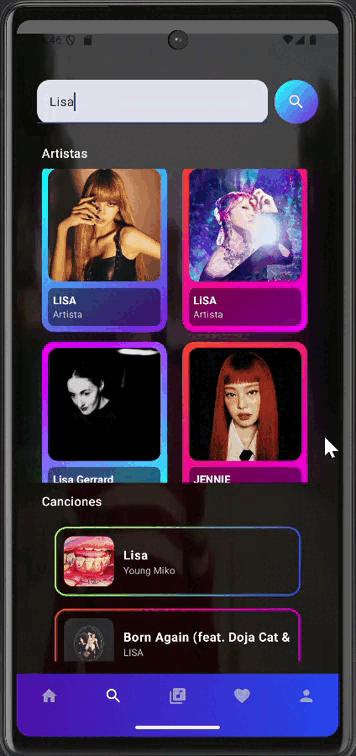 :46
Lisa
Artistas
LISA
Artista
LiSA
Artista
Lisa Gerrard
JENNIE
Canciones
Lisa
Young Miko
Born Again (feat. Doja Cat &
LISA